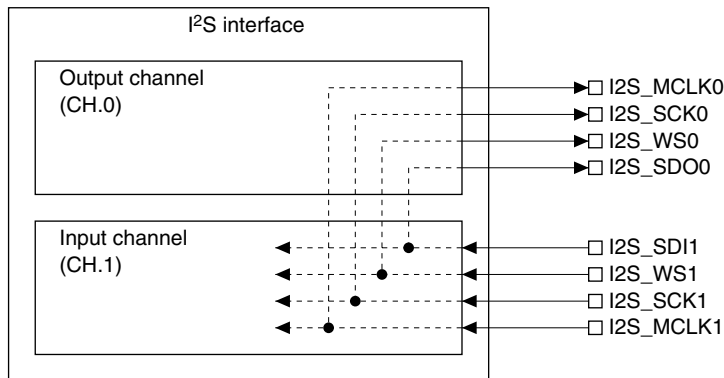 I²S interface
Output channel
(CH.0)
I2S_MCLK0
I2S_SCK0
I2S_WS0
I2S_SDO0
Input channel
(CH.1)
I2S_SDI1
I2S_WS1
I2S_SCK1
I2S_MCLK1